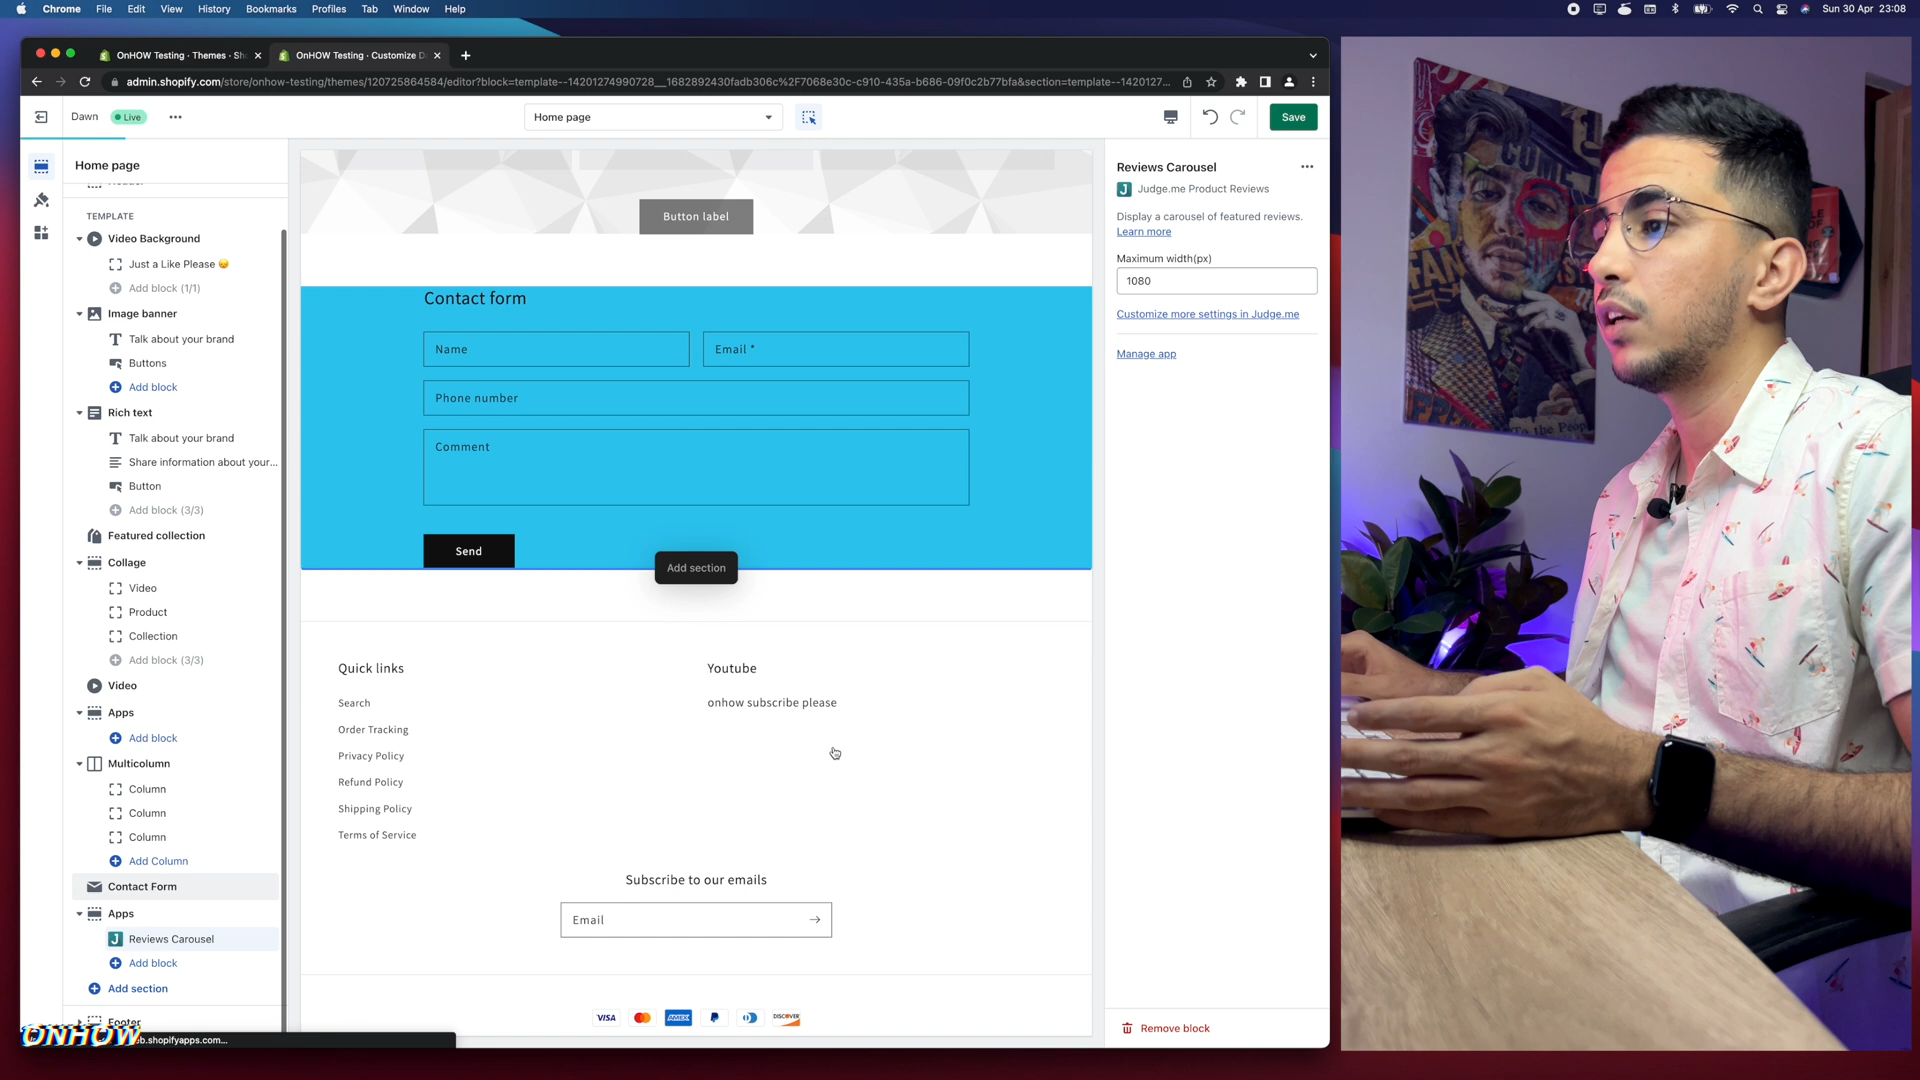 Chrome File Edit View History Bookmarks Profiles Tab Window Help
Sun 30 Apr 23:08
OnHOW Testing · Themes · Sh
OnHOW Testing · Customize D
admin.shopify.com/store/onhow-testing/themes/120725864584/editor?block=template--14201274990728__1682892430fadb306c%2F7068e30c-c910-435a-b686-09f0c2b77bfa&section=template--1420127...
Dawn
Live
Home page
Save
Home page
TEMPLATE
Video Background
Just a Like Please
Add block (1/1)
Image banner
Talk about your brand
Buttons
Add block
Rich text
Talk about your brand
Share information about your...
Button
Add block (3/3)
Featured collection
Collage
Video
Product
Collection
Add block (3/3)
Video
Apps
Add block
Multicolumn
Column
Column
Column
Add Column
Contact Form
Apps
J Reviews Carousel
Add block
Add section
Footer
ONHOW
b.shopifyapps.com...
Button label
Contact form
Name
Email *
Phone number
Comment
Send
Add section
Quick links
Search
Order Tracking
Privacy Policy
Refund Policy
Shipping Policy
Terms of Service
Youtube
onhow subscribe please
Subscribe to our emails
Email
VISA
AMEX
DISCOVER
Reviews Carousel
J Judge.me Product Reviews
Display a carousel of featured reviews.
Learn more
Maximum width(px)
1080
Customize more settings in Judge.me
Manage app
Remove block
To the People